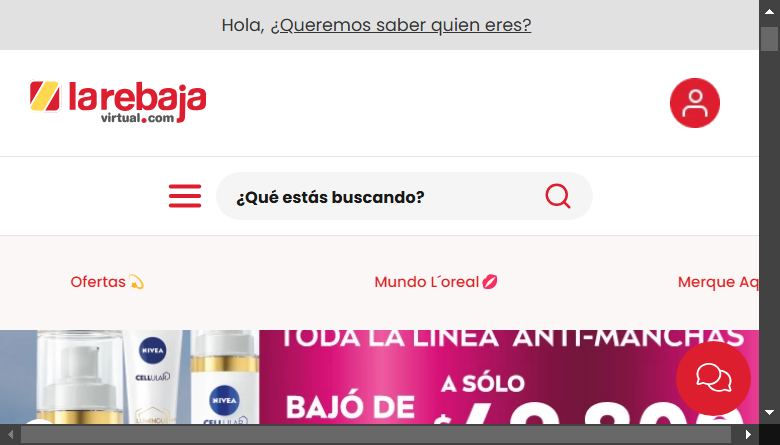 Hola, ¿Queremos saber quien eres?
larebaja
virtual.com
¿Qué estás buscando?
Ofertas
Mundo L´oreal
Merque Aq
TODA LA LÍNEA ANTI-MANCHAS
NIVEA
CELLULAR
LUMINOUS
NIVEA
CELLULAR
BAJÓ DE
A SÓLO